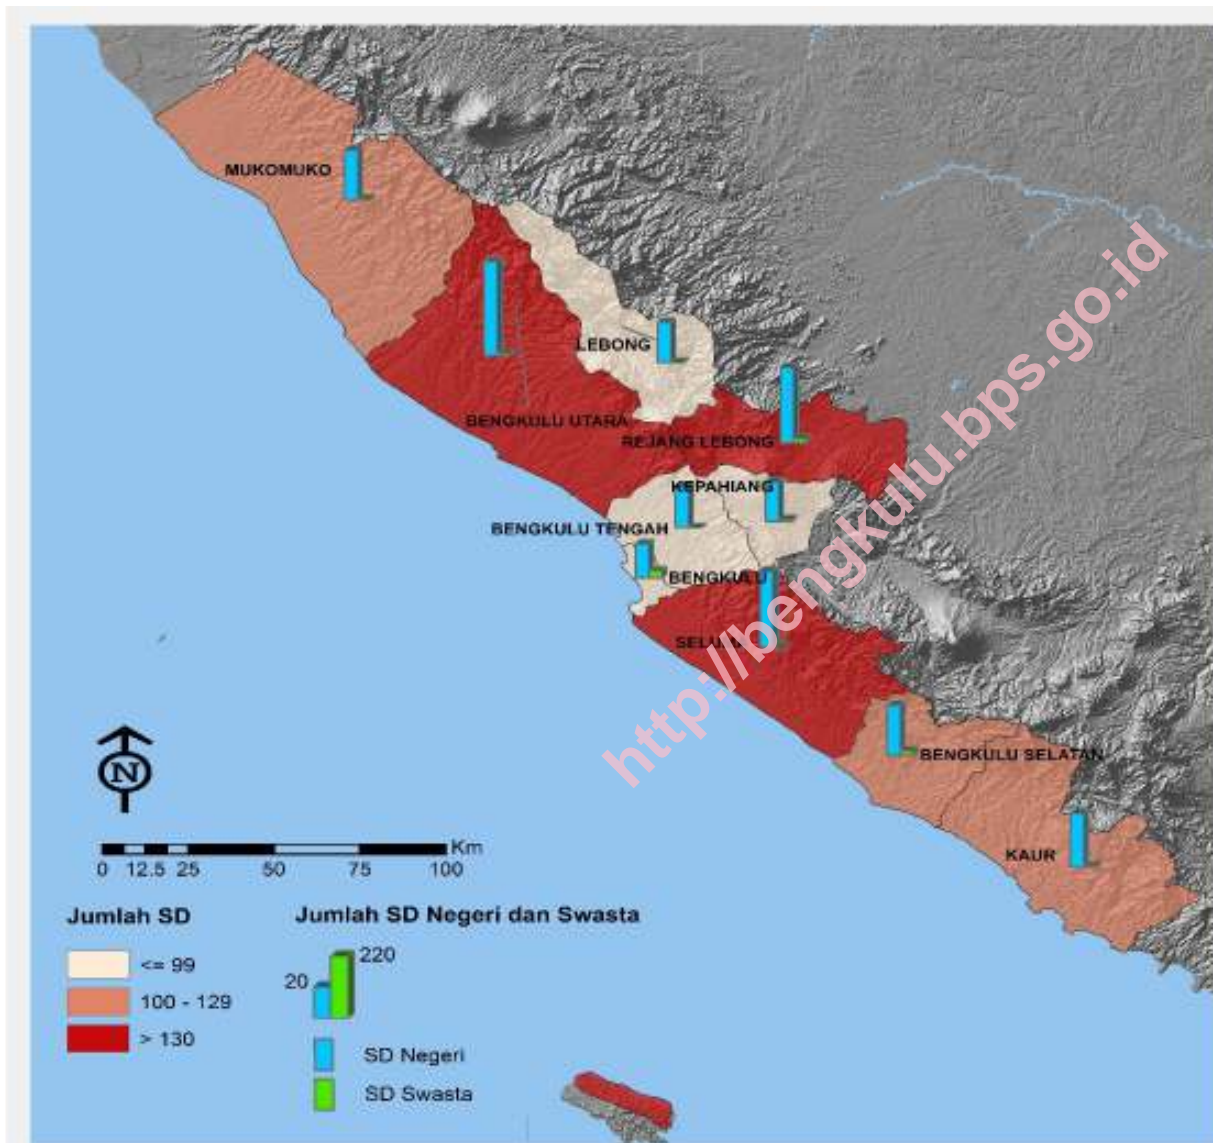 MUKOMUKO
LEBONG
BENGKULU UTARA
REJANG LEBONG
KEPAHIANG
BENGKULU TENGAH
BENGKULU
BENGKULU SELATAN
KAUR
http://bengkulu.bps.go.id
N
Km
0 12.5 25 50 75 100
Jumlah SD
<= 99
100 - 129
> 130
Jumlah SD Negeri dan Swasta
220
20
SD Negeri
SD Swasta